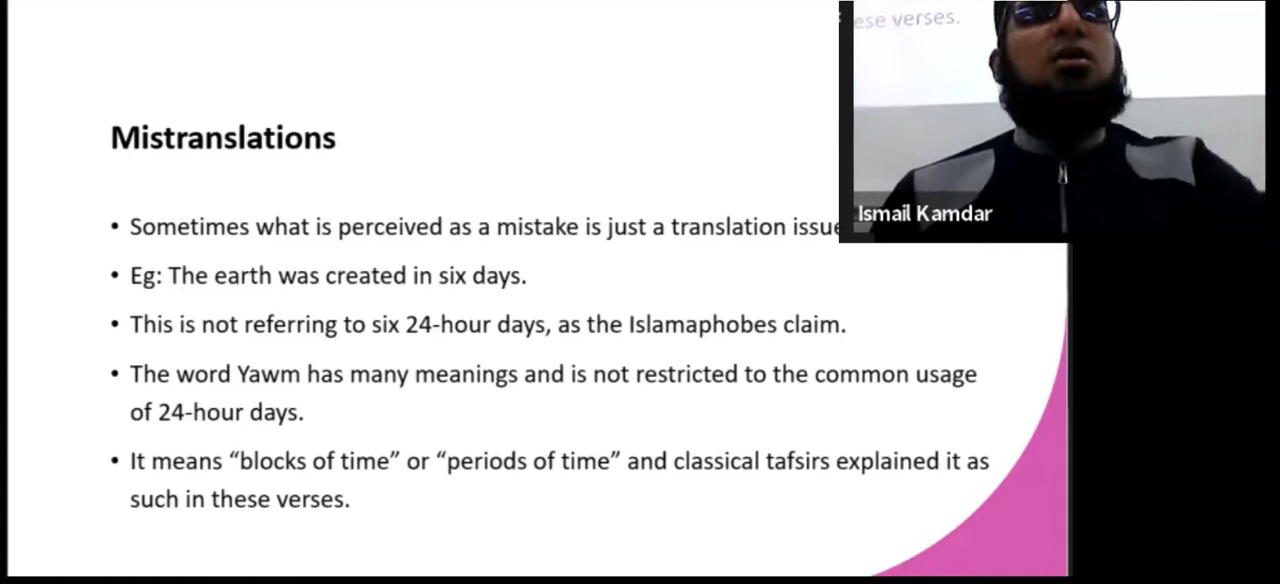 ese verses.
Mistranslations
• Sometimes what is perceived as a mistake is just a translation issue
• Eg: The earth was created in six days.
• This is not referring to six 24-hour days, as the Islamaphobes claim.
• The word Yawm has many meanings and is not restricted to the common usage
of 24-hour days.
• It means “blocks of time” or “periods of time” and classical tafsirs explained it as
such in these verses.
Ismail Kamdar